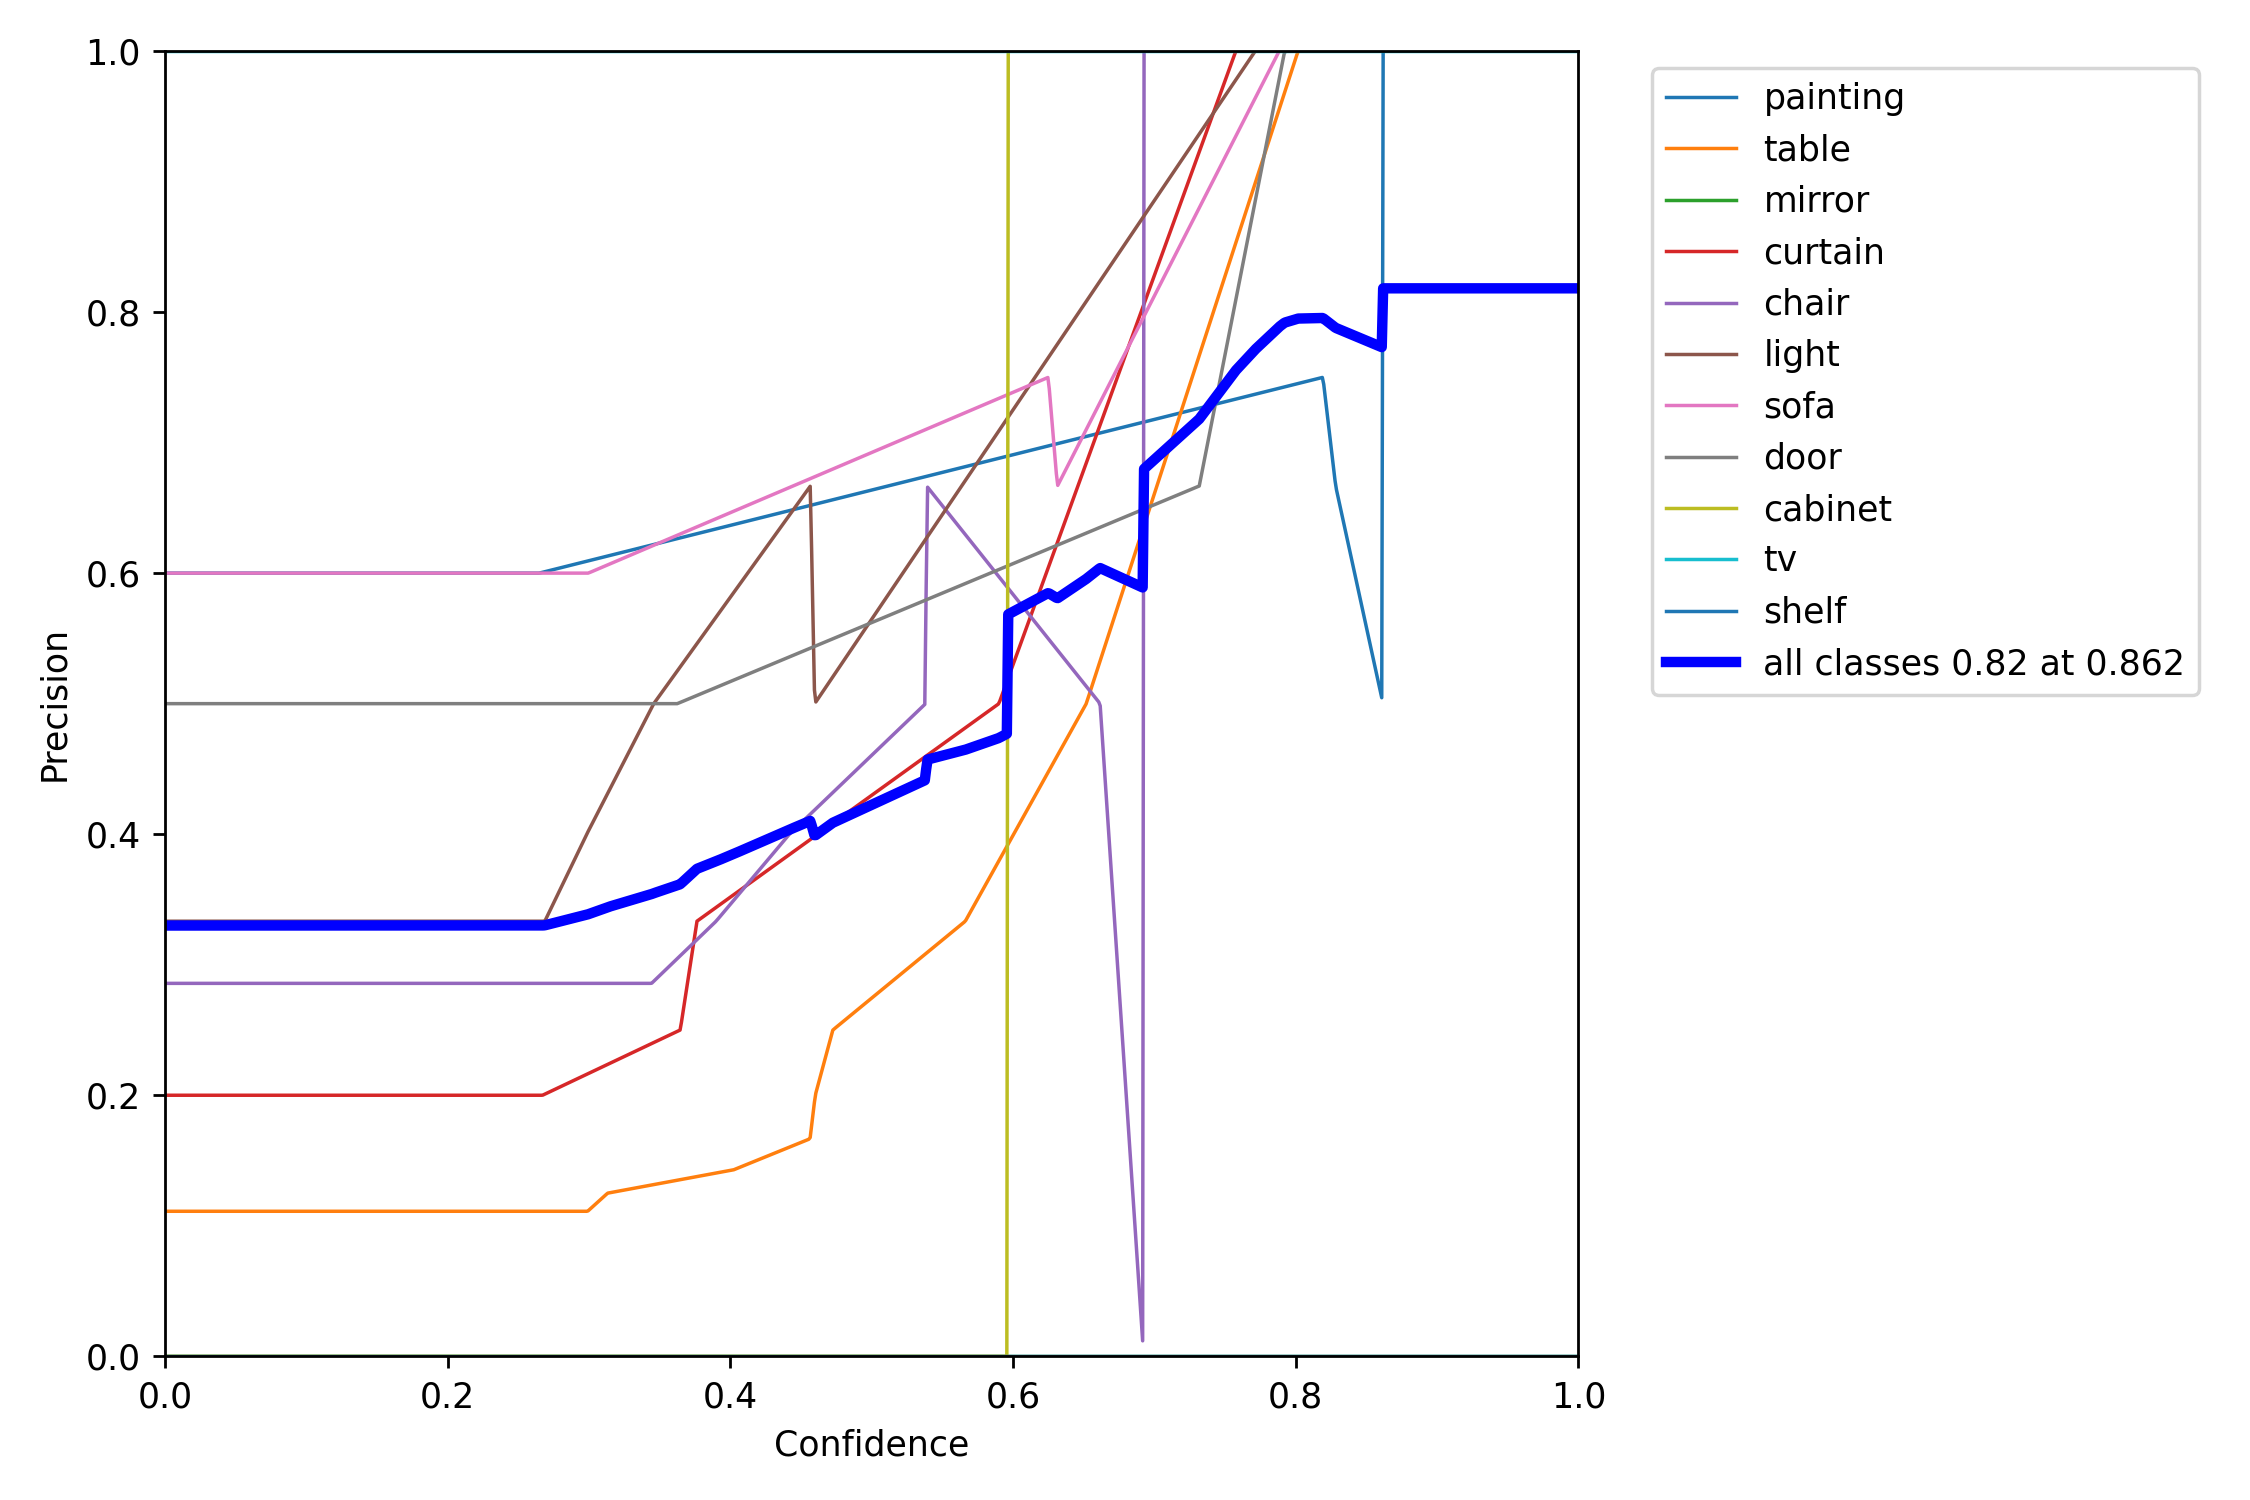 1.0
0.8
0.6
0.4
0.2
0.0
Precision
0.0 0.2 0.4 0.6 0.8 1.0
Confidence
painting
table
mirror
curtain
chair
light
sofa
door
cabinet
tv
shelf
all classes 0.82 at 0.862